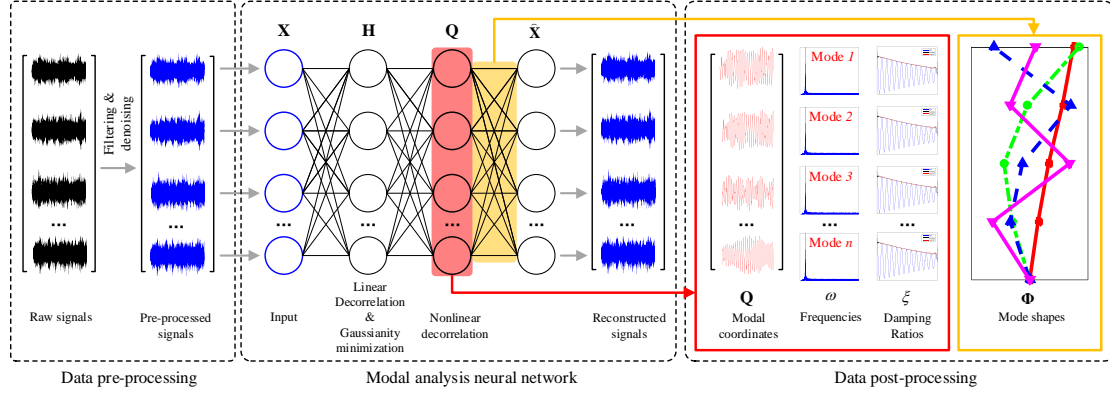 X
H
Q
X̂
Filtering &
denoising
...
...
...
...
...
...
...
...
...
...
Mode 1
Mode 2
Mode 3
Mode n
Raw signals
Pre-processed
signals
Input
Linear
Decorrelation
&
Gaussianity
minimization
Nonlinear
decorrelation
Reconstructed
signals
Q
Modal
coordinates
ω
Frequencies
ξ
Damping
Ratios
Φ
Mode shapes
Data pre-processing
Modal analysis neural network
Data post-processing